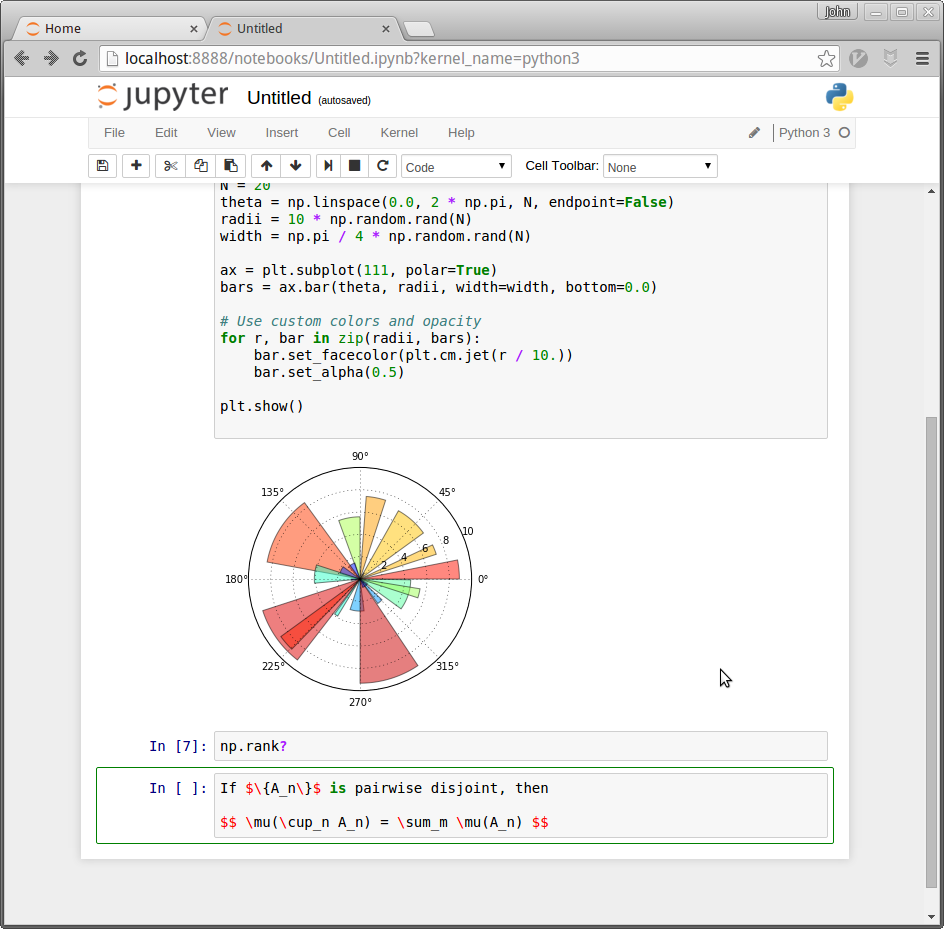 John
Home
Untitled
localhost:8888/notebooks/Untitled.ipynb?kernel_name=python3
jupyter Untitled (autosaved)
File Edit View Insert Cell Kernel Help Python 3
Code Cell Toolbar: None
N = 20
theta = np.linspace(0.0, 2 * np.pi, N, endpoint=False)
radii = 10 * np.random.rand(N)
width = np.pi / 4 * np.random.rand(N)
ax = plt.subplot(111, polar=True)
bars = ax.bar(theta, radii, width=width, bottom=0.0)
# Use custom colors and opacity
for r, bar in zip(radii, bars):
    bar.set_facecolor(plt.cm.jet(r / 10.))
    bar.set_alpha(0.5)
plt.show()
90°
135° 45°
10
8
6
4
2
180° 0°
225° 315°
270°
In [7]: np.rank?
In [ ]: If $\{A_n\}$ is pairwise disjoint, then
$$ \mu(\cup_n A_n) = \sum_m \mu(A_n) $$